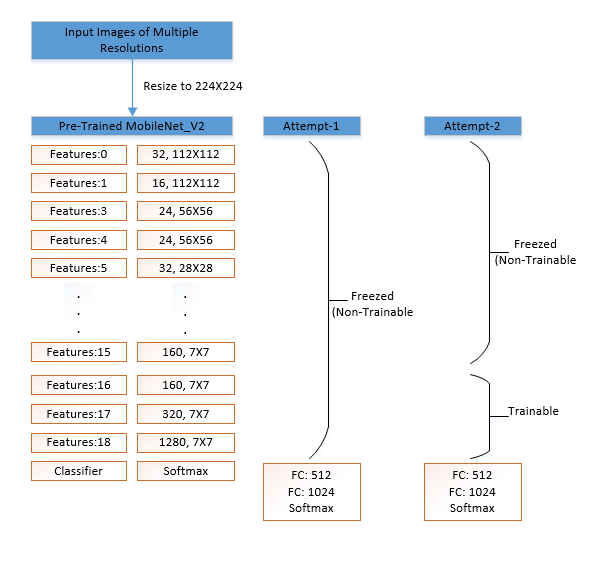 Input Images of Multiple
Resolutions
Resize to 224X224
Pre-Trained MobileNet_V2
Attempt-1
Attempt-2
Features:0
32, 112X112
Features:1
16, 112X112
Features:3
24, 56X56
Features:4
24, 56X56
Features:5
32, 28X28
. .
. .
. .
Features:15
160, 7X7
Features:16
160, 7X7
Features:17
320, 7X7
Features:18
1280, 7X7
Classifier
Softmax
Freezed
(Non-Trainable
FC: 512
FC: 1024
Softmax
Freezed
(Non-Trainable
Trainable
FC: 512
FC: 1024
Softmax